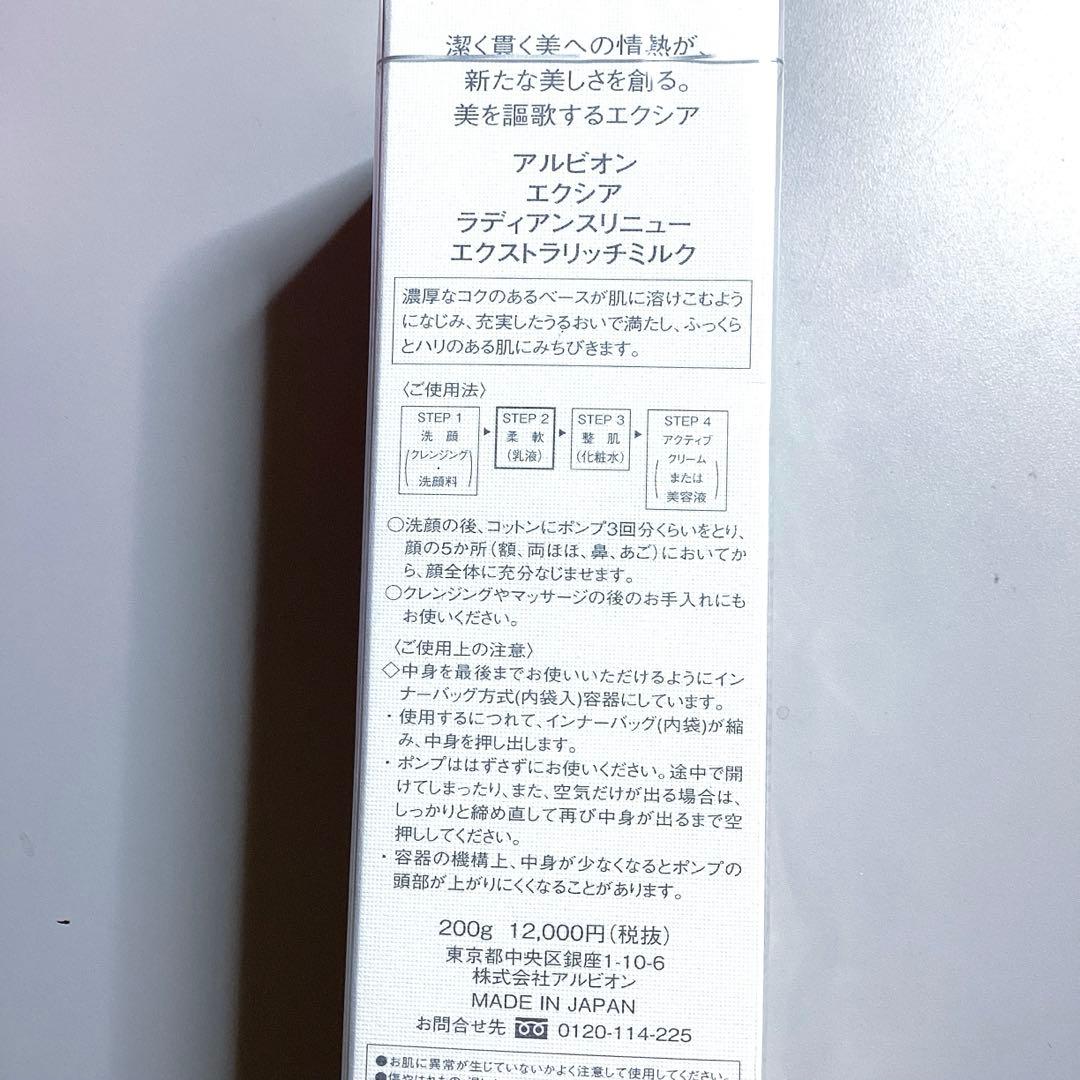 潔く貫く美への情熱が、
新たな美しさを創る。
美を謳歌するエクシア
アルビオン
エクシア
ラディアンスリニュー
エクストラリッチミルク
濃厚なコクのあるベースが肌に溶けこむよう
になじみ、充実したうるおいで満たし、ふっくら
とハリのある肌にみちびきます。
〈ご使用法〉
STEP 1
洗 顔
(クレンジング
・
洗顔料)
STEP 2
柔 軟
(乳液)
STEP 3
整 肌
(化粧水)
STEP 4
アクティブ
クリーム
または
美容液
○洗顔の後、コットンにポンプ3回分くらいをとり、
顔の5か所(額、両ほほ、鼻、あご)においてか
ら、顔全体に充分なじませます。
○クレンジングやマッサージの後のお手入れにも
お使いください。
〈ご使用上の注意〉
◇中身を最後までお使いいただけるようにイン
ナーバッグ方式(内袋入)容器にしています。
・使用するにつれて、インナーバッグ(内袋)が縮
み、中身を押し出します。
・ポンプははずさずにお使いください。途中で開
けてしまったり、また、空気だけが出る場合は、
しっかりと締め直して再び中身が出るまで空
押ししてください。
・容器の機構上、中身が少なくなるとポンプの
頭部が上がりにくくなることがあります。
200g 12,000円(税抜)
東京都中央区銀座1-10-6
株式会社アルビオン
MADE IN JAPAN
お問合せ先 0120-114-225
●お肌に異常が生じていないかよく注意して使用してください。